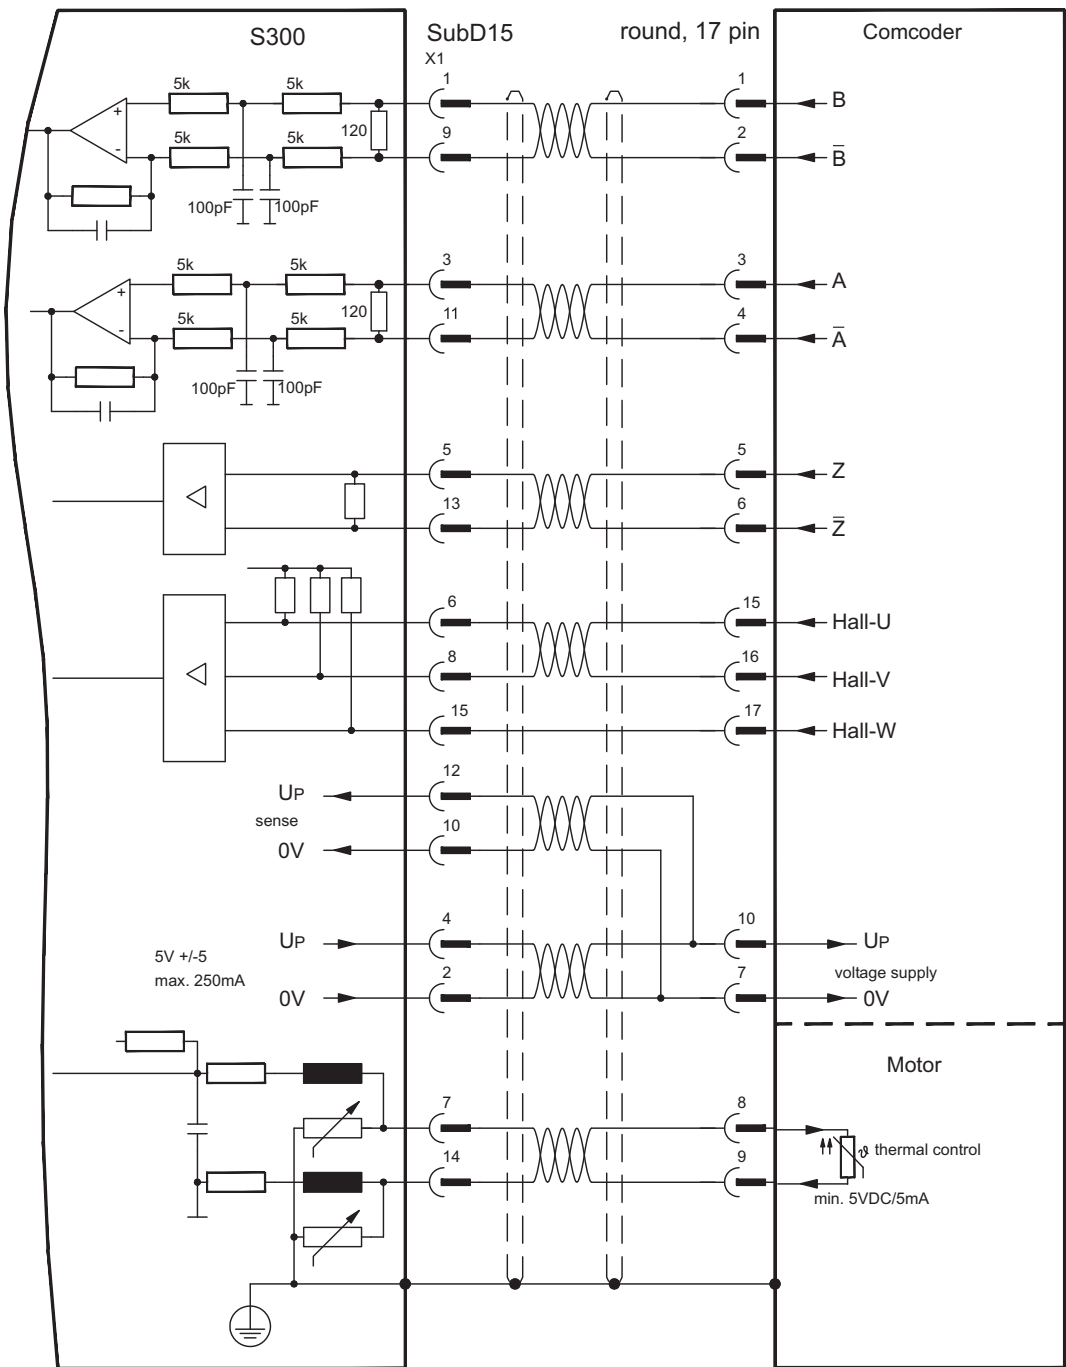 S300 SubD15 round, 17 pin Comcoder
X1
5k 5k 1 1 B
120
5k 5k 9 2 B̅
100pF 100pF
5k 5k 3 3 A
120
5k 5k 11 4 A̅
100pF 100pF
5 5 Z
13 6 Z̅
6 15 Hall-U
8 16 Hall-V
15 17 Hall-W
UP 12
sense
0V 10
5V +/-5 UP 4 10 UP
max. 250mA voltage supply
0V 2 7 0V
Motor
7 8
ϑ thermal control
14 9
min. 5VDC/5mA